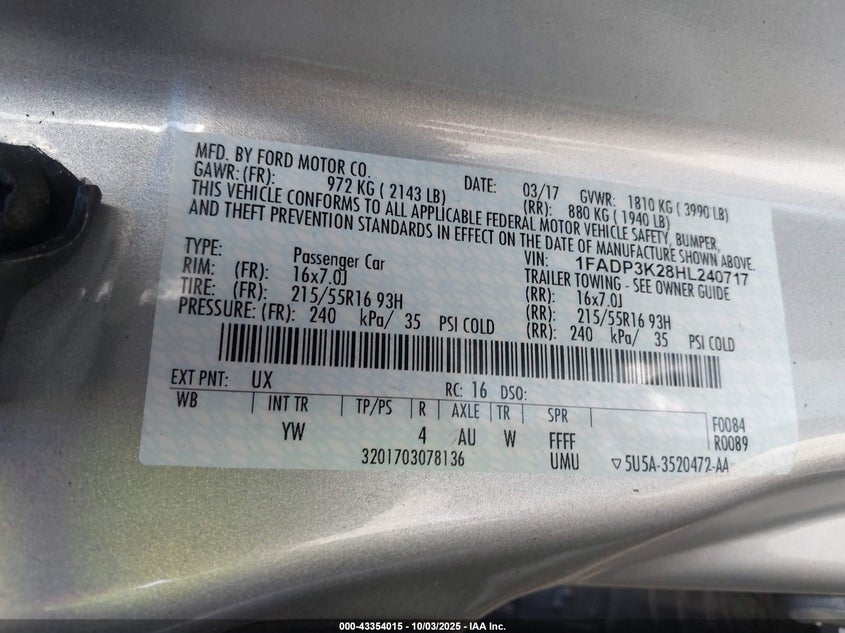 MFD. BY FORD MOTOR CO. DATE: 03/17 GVWR: 1810 KG ( 3990 LB)
GAWR: (FR): 972 KG ( 2143 LB) (RR): 880 KG ( 1940 LB)
THIS VEHICLE CONFORMS TO ALL APPLICABLE FEDERAL MOTOR VEHICLE SAFETY, BUMPER,
AND THEFT PREVENTION STANDARDS IN EFFECT ON THE DATE OF MANUFACTURE SHOWN ABOVE.
VIN: 1FADP3K28HL240717
TYPE: Passenger Car TRAILER TOWING - SEE OWNER GUIDE
RIM: (FR): 16x7.0J (RR): 16x7.0J
TIRE: (FR): 215/55R16 93H (RR): 215/55R16 93H
PRESSURE: (FR): 240 kPa/ 35 PSI COLD (RR): 240 kPa/ 35 PSI COLD
EXT PNT: UX RC: 16 DSO:
WB INT TR TP/PS R AXLE TR SPR F0084
YW 4 AU W FFFF R0089
3201703078136 UMU ▽5U5A-3520472-AA
000-43354015 - 10/03/2025 - IAA Inc.